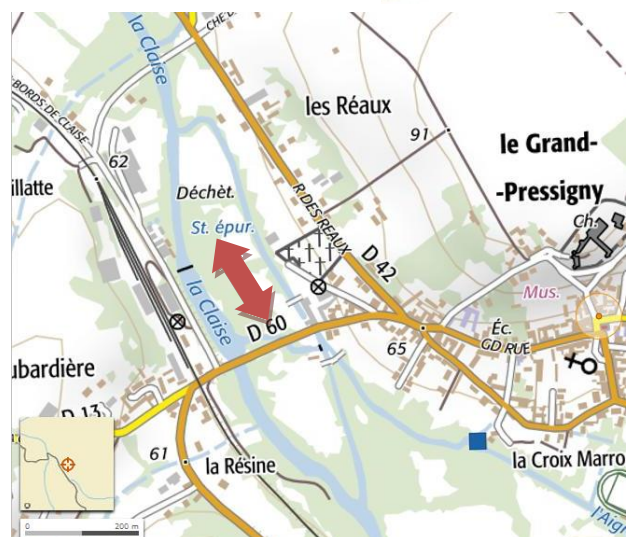 la Claise
CHE DE
BORDS DE CLAISE
les Réaux
91
le Grand-
-Pressigny
62
illatte
Déchèt.
R DES REAUX
Ch.
St. épur.
D 42
Mus.
la Claise
D 60
65
Éc.
GD RUE
ubardière
D 13
61
la Résine
la Croix Marro
l'Aig
0
200 m